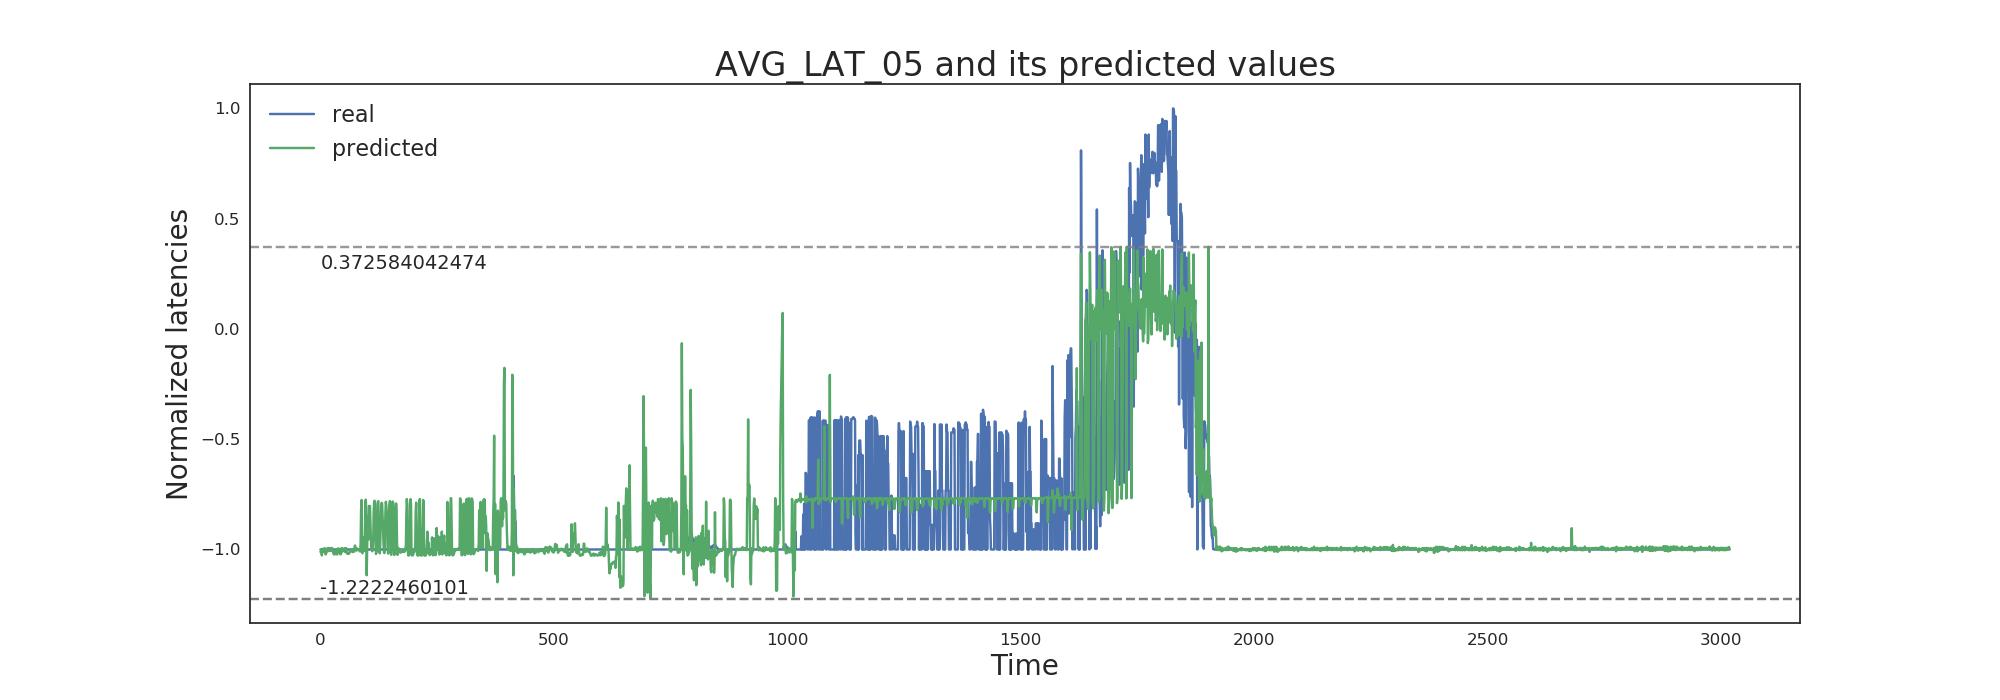 AVG_LAT_05 and its predicted values
real
predicted
Normalized latencies
1.0
0.5
0.0
−0.5
−1.0
0.372584042474
-1.2222460101
0 500 1000 1500 2000 2500 3000
Time